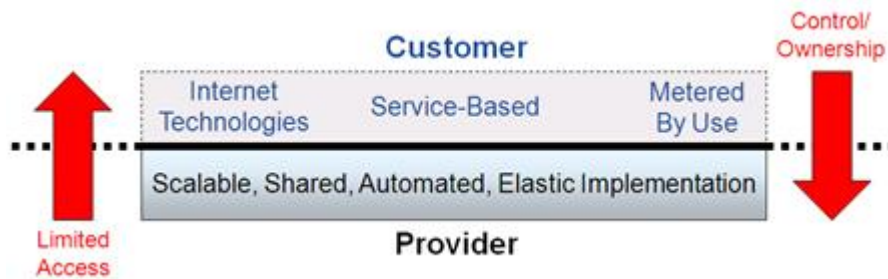 Control/
Ownership
Customer
Internet
Technologies
Service-Based
Metered
By Use
Scalable, Shared, Automated, Elastic Implementation
Limited
Access
Provider